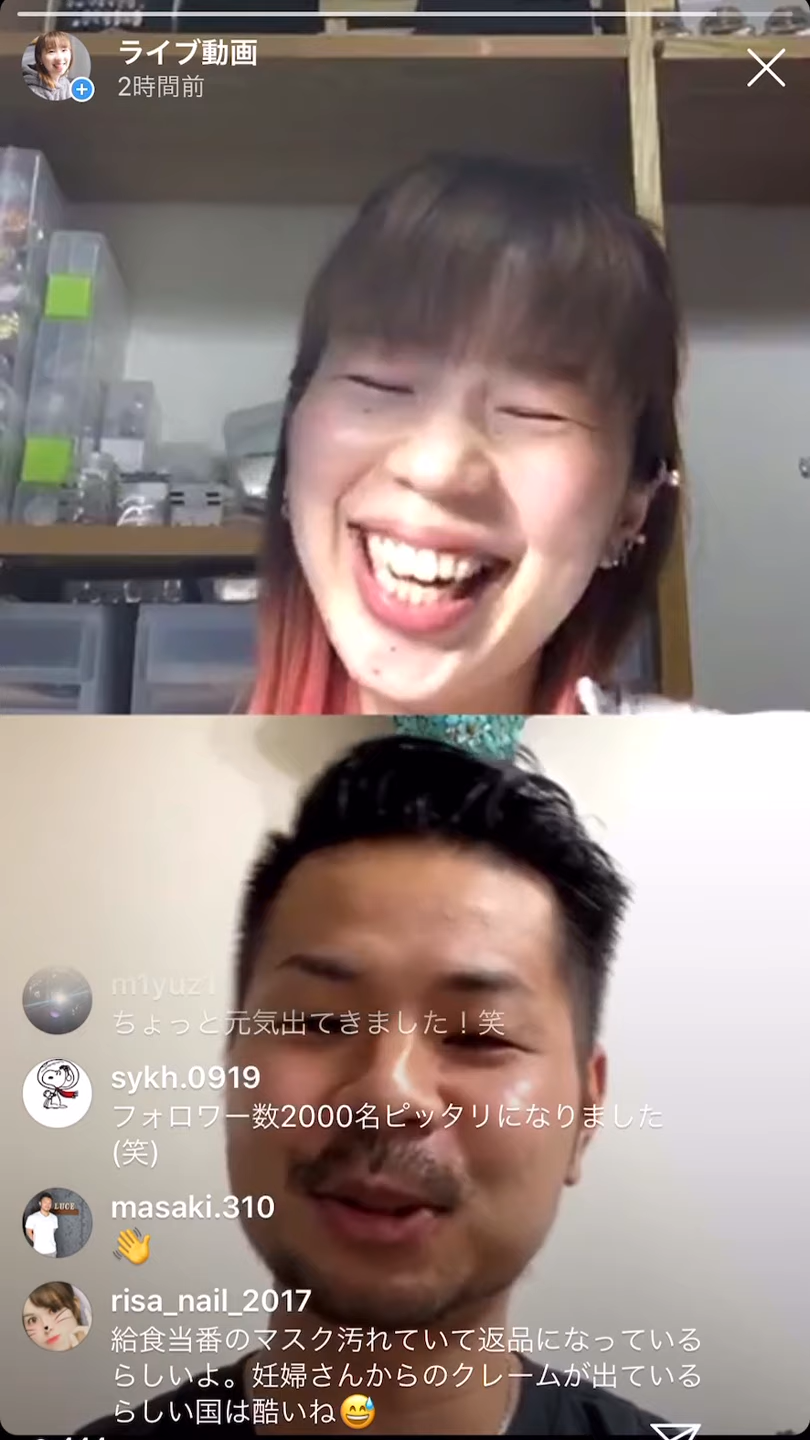 ライブ動画
2時間前
m1yuz1
ちょっと元気出てきました！笑
sykh.0919
フォロワー数2000名ピッタリになりました
(笑)
masaki.310
👋
risa_nail_2017
給食当番のマスク汚れていて返品になっている
らしいよ。妊婦さんからのクレームが出ている
らしい国は酷いね😅